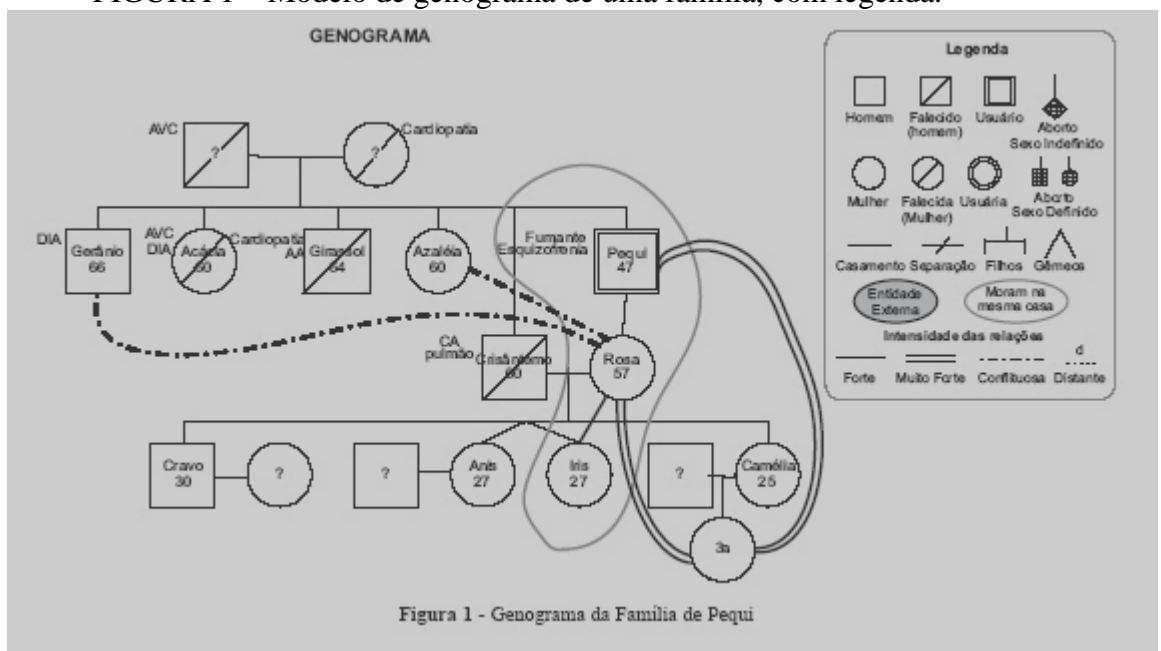 FIGURA 1 – Modelo de genograma de uma família, com legenda.
GENOGRAMA
AVC
?
?
Cardiopatia
DIA
Gerânio
66
AVC
DIA
Acácia
60
Cardiopatia
AA
Girassol
64
Azaléia
60
Fumante
Esquizofrenia
Pequi
47
CA
pulmão
Crisântemo
60
Rosa
57
Cravo
30
?
?
Anis
27
Iris
27
?
Camélia
25
3a
Legenda
Homem
Falecido
(homem)
Usuário
Aborto
Sexo Indefinido
Mulher
Falecida
(Mulher)
Usuária
Aborto
Sexo Definido
Casamento Separação Filhos Gêmeos
Entidade
Externa
Moram na
mesma casa
Intensidade das relações
d
Forte Muito Forte Conflituosa Distante
Figura 1 - Genograma da Família de Pequi